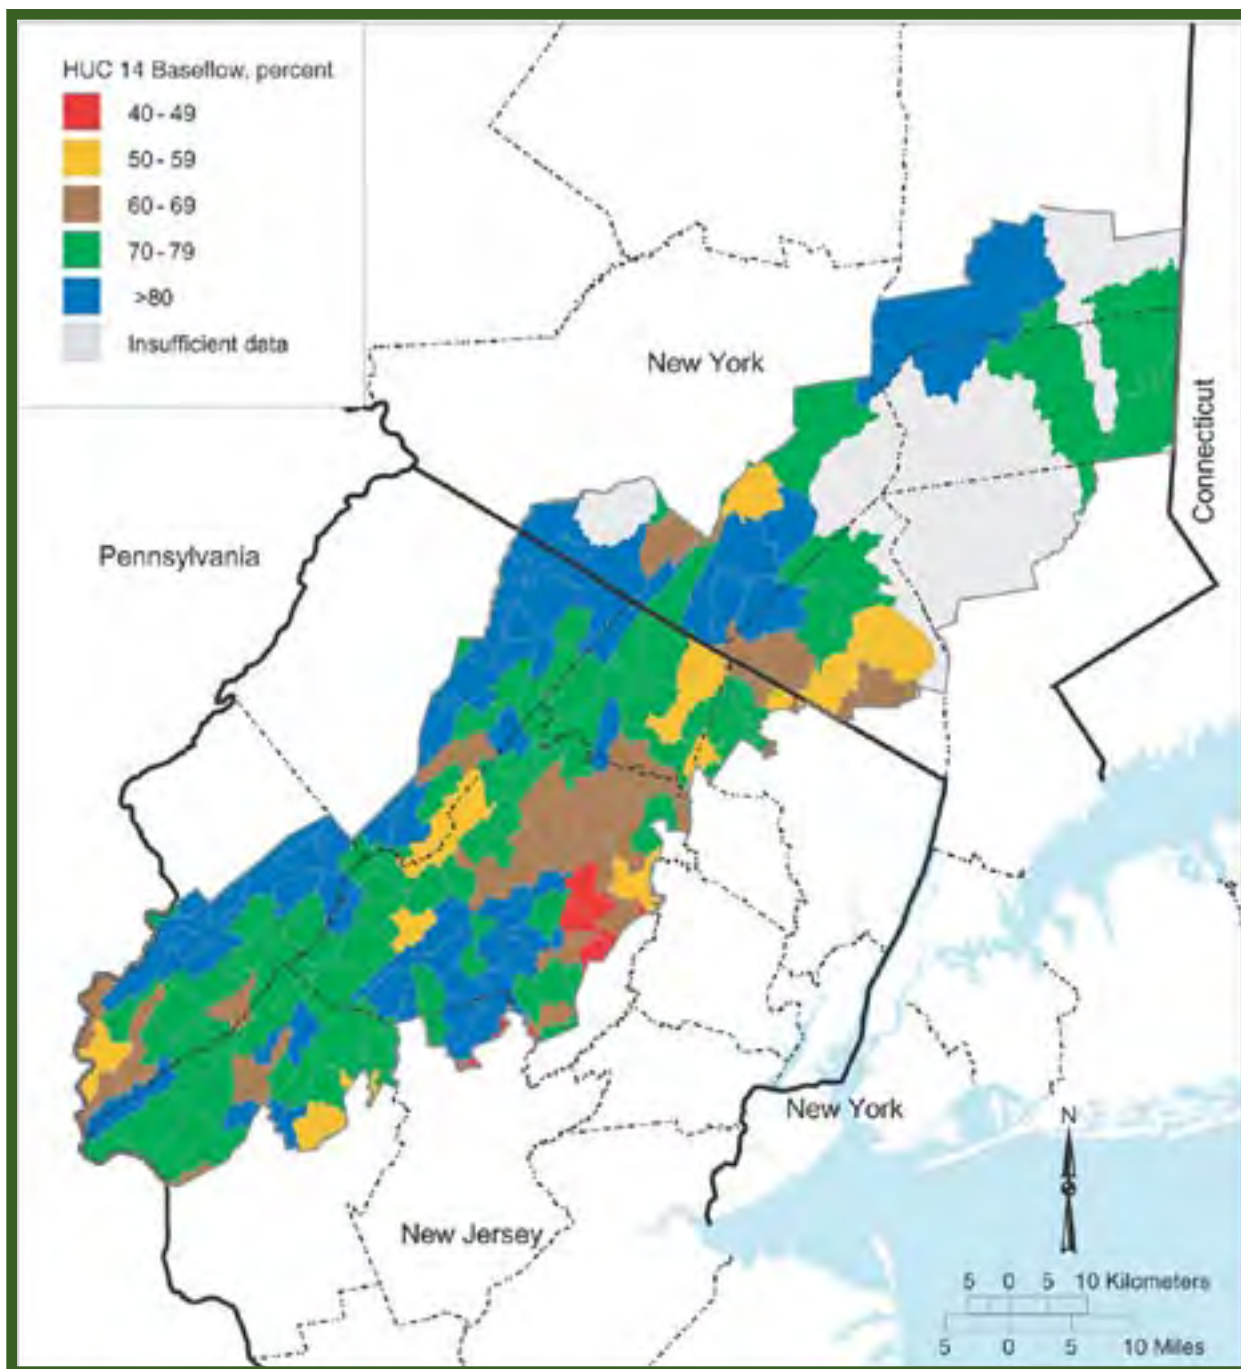 HUC 14 Baseflow, percent
40 - 49
50 - 59
60 - 69
70 - 79
>80
Insufficient data
New York
Connecticut
Pennsylvania
New York
N
New Jersey
5 0 5 10 Kilometers
5 0 5 10 Miles